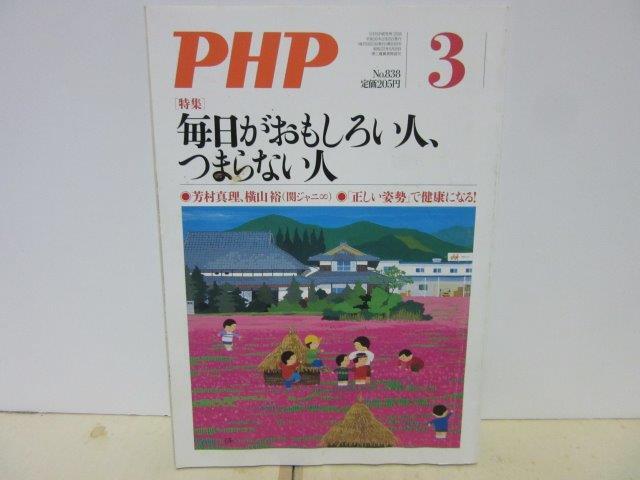 PHP
3
No.838
定価205円
[特集]
毎日がおもしろい人、
つまらない人
●芳村真理、横山裕(関ジャニ∞) ●「正しい姿勢」で健康になる!